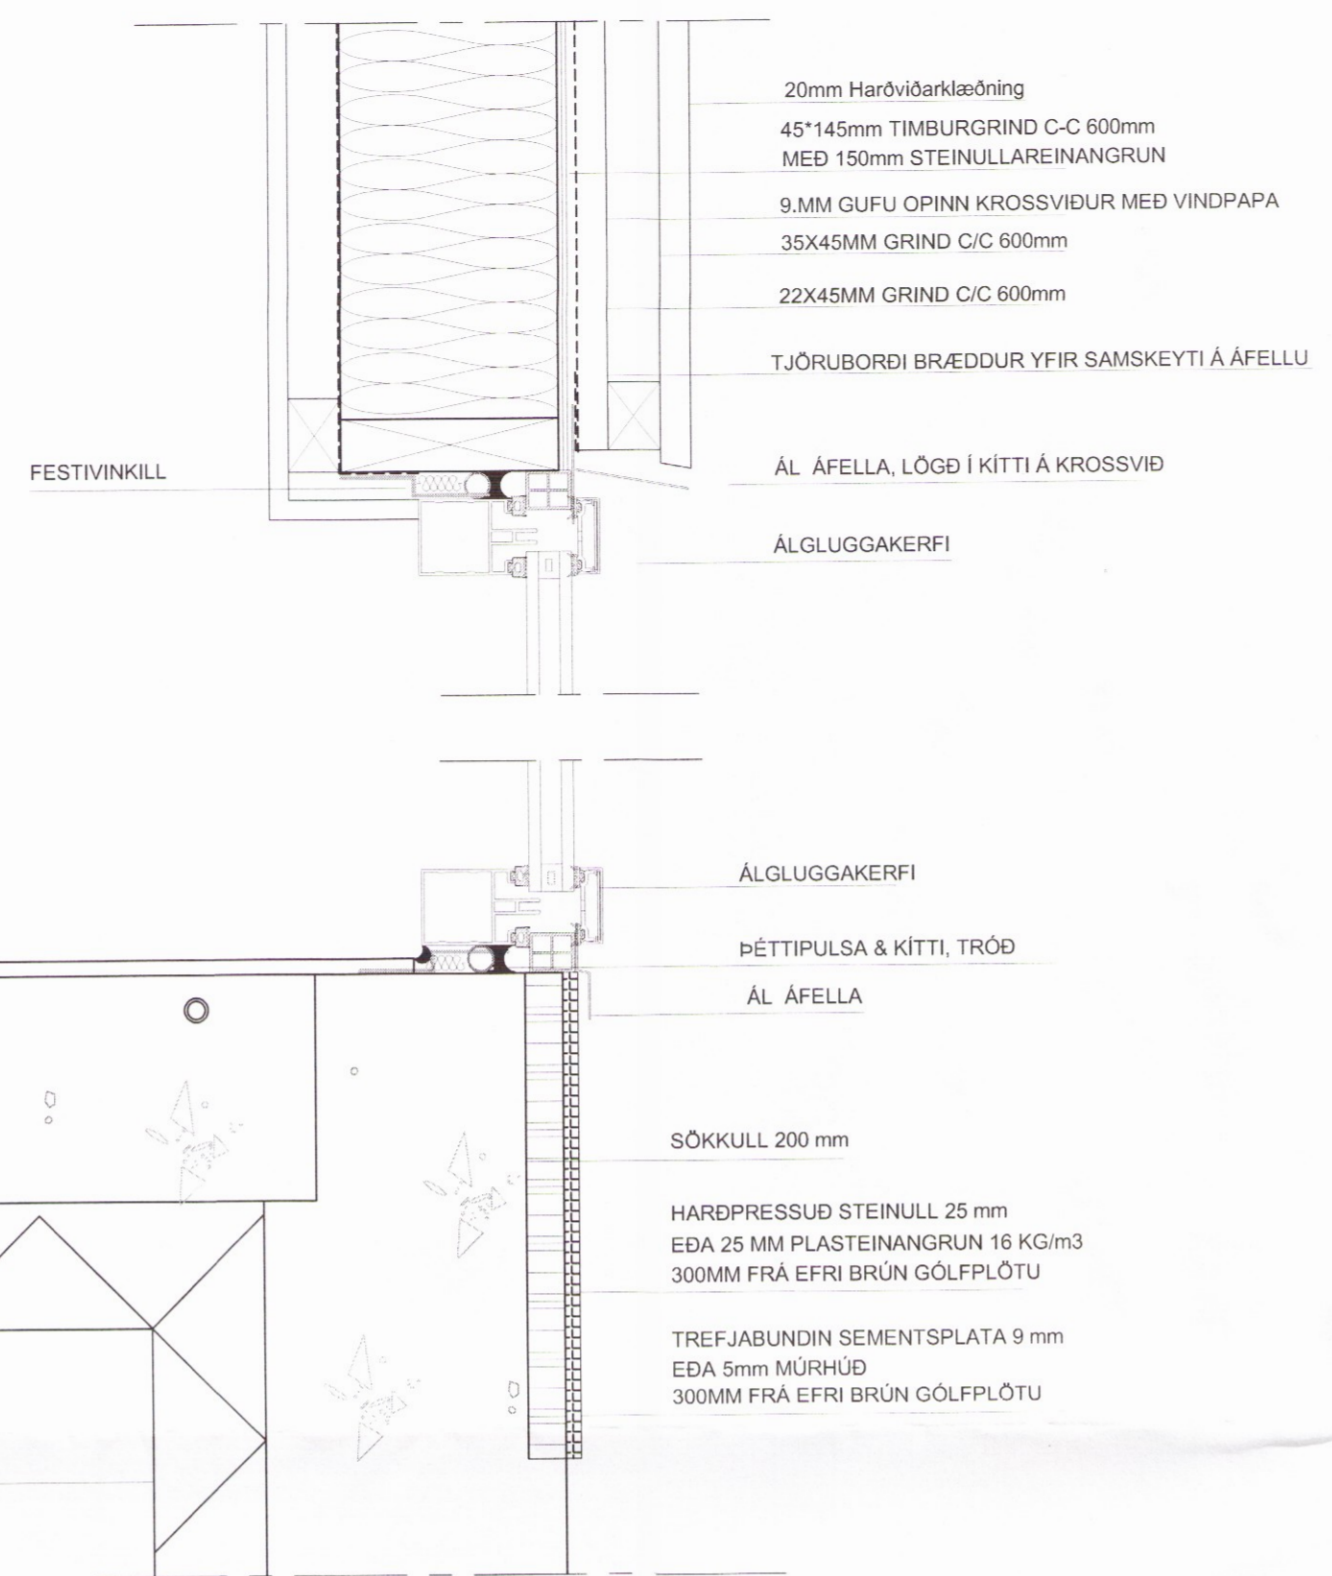 20mm Harðviðarklæðning
45*145mm TIMBURGRIND C-C 600mm
MEÐ 150mm STEINULLAREINANGRUN
9.MM GUFU OPINN KROSSVIÐUR MEÐ VINDPAPA
35X45MM GRIND C/C 600mm
22X45MM GRIND C/C 600mm
TJÖRUBORÐI BRÆDDUR YFIR SAMSKEYTI Á ÁFELLU
FESTIVINKILL
ÁL ÁFELLA, LÖGÐ Í KÍTTI Á KROSSVIÐ
ÁLGLUGGAKERFI
ÁLGLUGGAKERFI
ÞÉTTIPULSA & KÍTTI, TRÓÐ
ÁL ÁFELLA
SÖKKULL 200 mm
HARÐPRESSUÐ STEINULL 25 mm
EÐA 25 MM PLASTEINANGRUN 16 KG/m3
300MM FRÁ EFRI BRÚN GÓLFPLÖTU
TREFJABUNDIN SEMENTSPLATA 9 mm
EÐA 5mm MÚRHÚÐ
300MM FRÁ EFRI BRÚN GÓLFPLÖTU